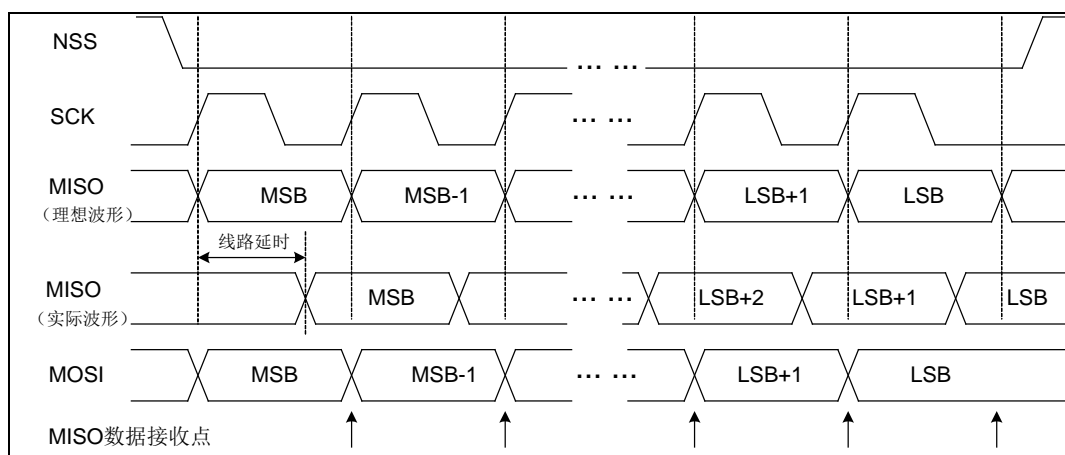 NSS
... ...
SCK
... ...
MISO
(理想波形)
MSB
MSB-1
... ...
LSB+1
LSB
线路延时
MISO
(实际波形)
MSB
... ...
LSB+2
LSB+1
LSB
MOSI
MSB
MSB-1
... ...
LSB+1
LSB
MISO数据接收点